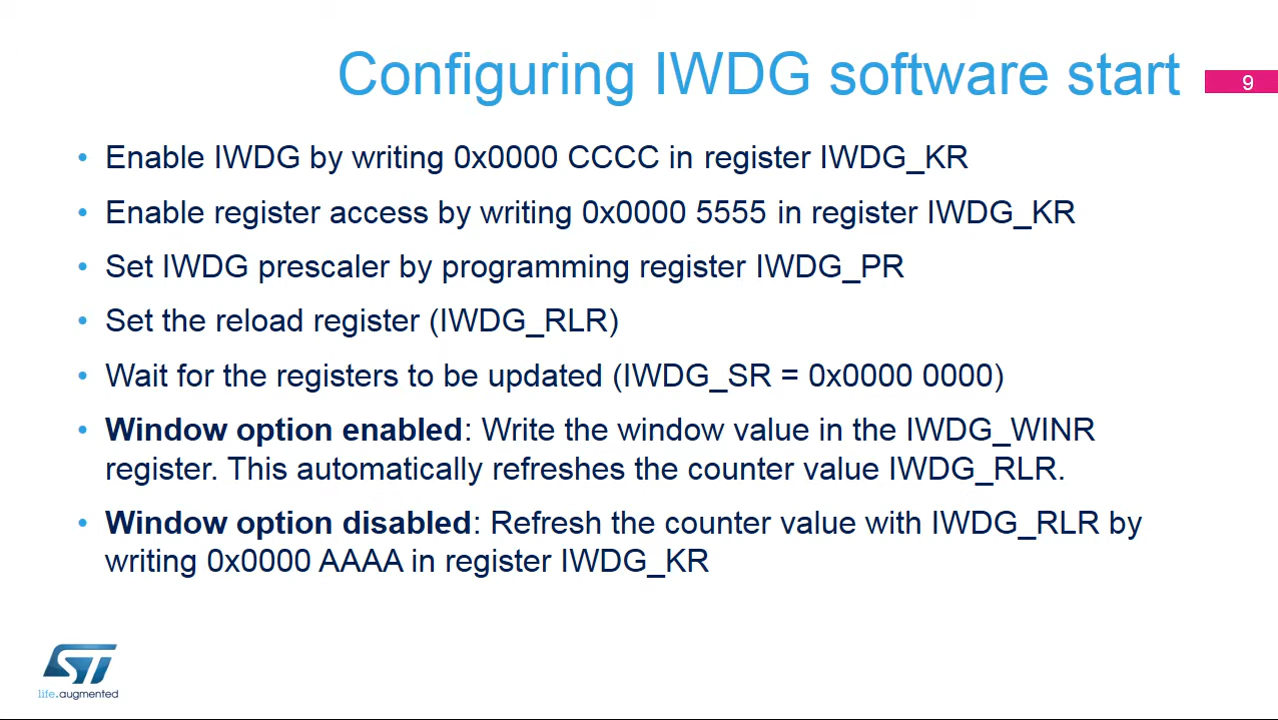 Configuring IWDG software start
9
• Enable IWDG by writing 0x0000 CCCC in register IWDG_KR
• Enable register access by writing 0x0000 5555 in register IWDG_KR
• Set IWDG prescaler by programming register IWDG_PR
• Set the reload register (IWDG_RLR)
• Wait for the registers to be updated (IWDG_SR = 0x0000 0000)
• Window option enabled: Write the window value in the IWDG_WINR
register. This automatically refreshes the counter value IWDG_RLR.
• Window option disabled: Refresh the counter value with IWDG_RLR by
writing 0x0000 AAAA in register IWDG_KR
ST
life.augmented